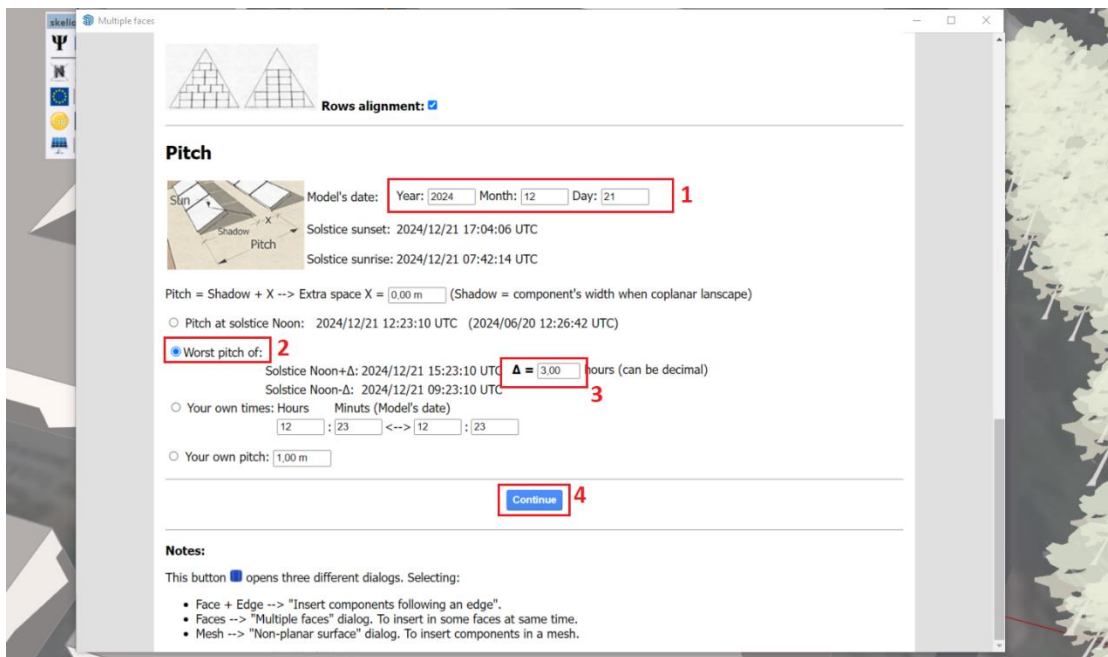 skelio
Multiple faces
Rows alignment:
Pitch
Sun
Shadow
X
Pitch
Model's date: Year: 2024 Month: 12 Day: 21 1
Solstice sunset: 2024/12/21 17:04:06 UTC
Solstice sunrise: 2024/12/21 07:42:14 UTC
Pitch = Shadow + X --> Extra space X = 0,00 m (Shadow = component's width when coplanar lanscape)
Pitch at solstice Noon: 2024/12/21 12:23:10 UTC (2024/06/20 12:26:42 UTC)
Worst pitch of: 2
Solstice Noon+Δ: 2024/12/21 15:23:10 UTC Δ = 3,00 hours (can be decimal)
Solstice Noon-Δ: 2024/12/21 09:23:10 UTC 3
Your own times: Hours Minuts (Model's date)
12 : 23 <--> 12 : 23
Your own pitch: 1,00 m
Continue 4
Notes:
This button opens three different dialogs. Selecting:
• Face + Edge --> "Insert components following an edge".
• Faces --> "Multiple faces" dialog. To insert in some faces at same time.
• Mesh --> "Non-planar surface" dialog. To insert components in a mesh.